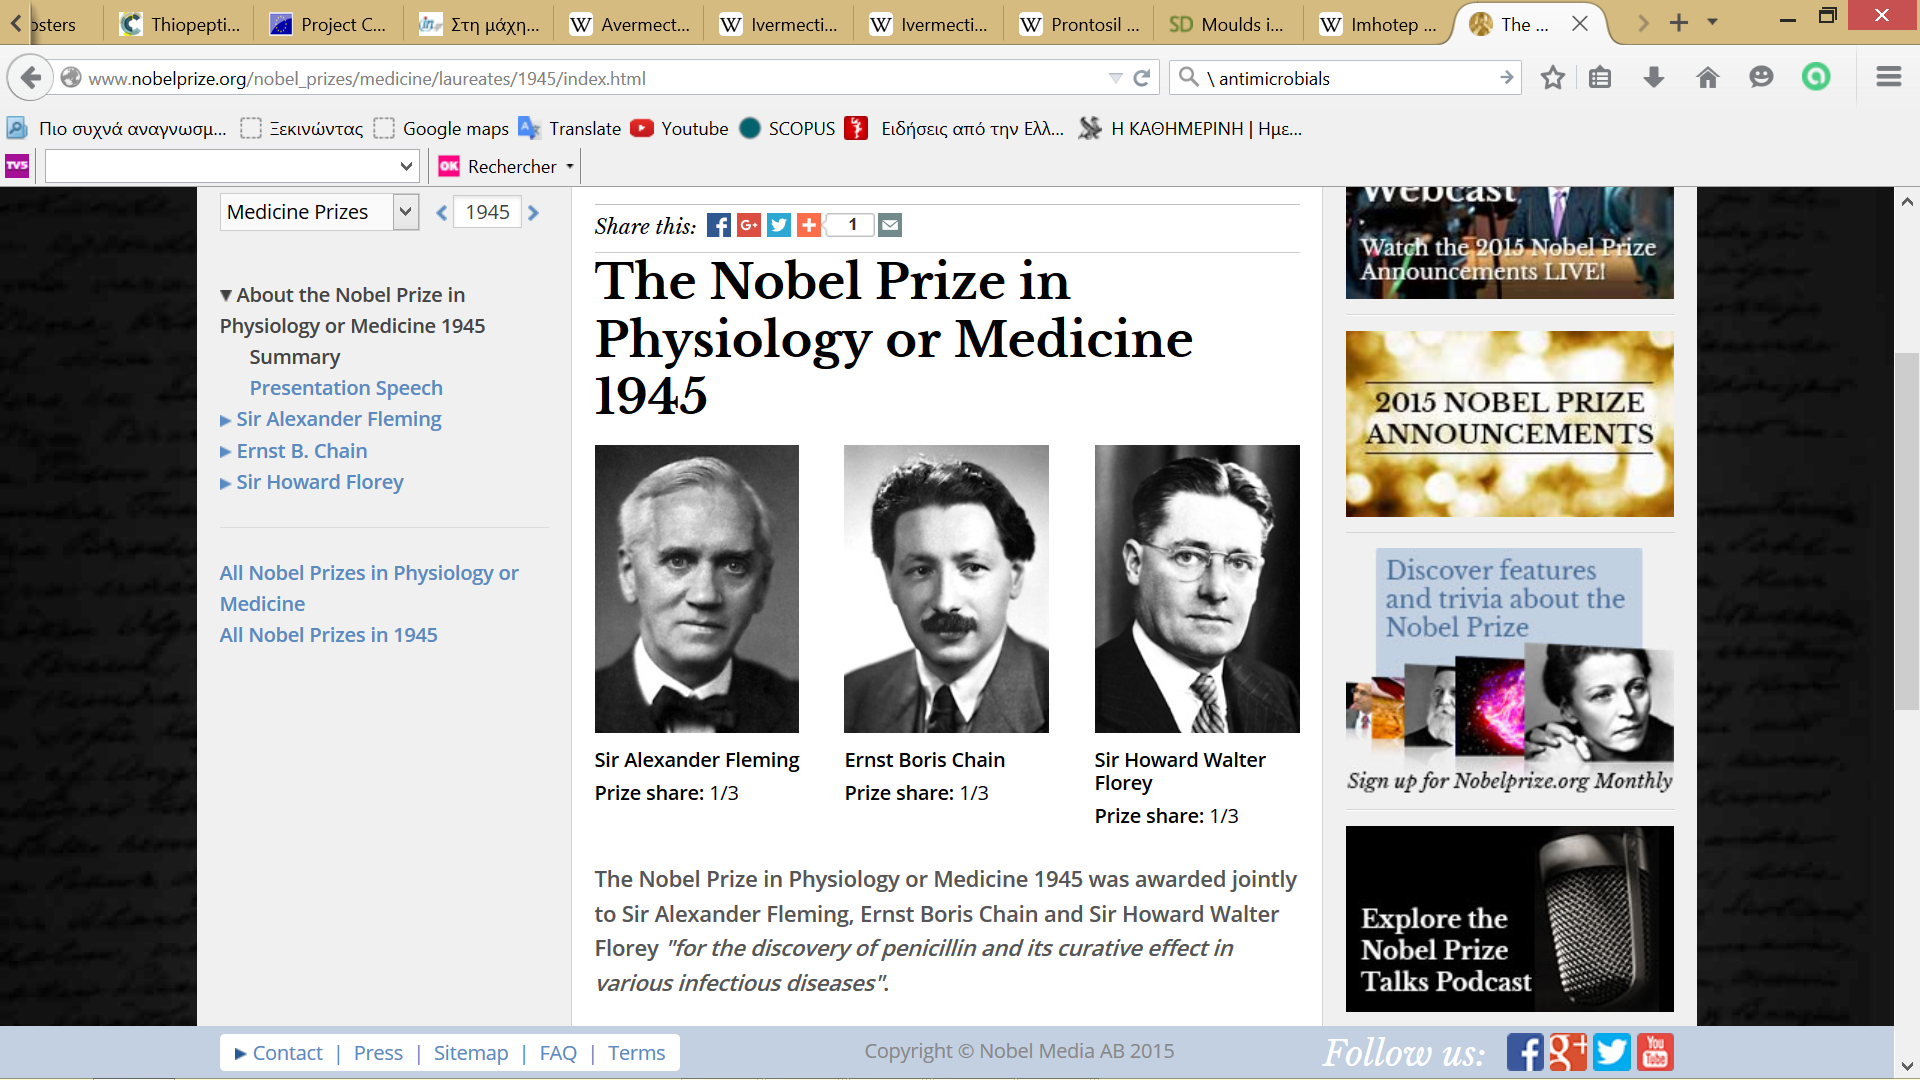 osters
Thiopepti...
Project C...
Στη μάχη...
Avermect...
Ivermecti...
Ivermecti...
Prontosil ...
SD Moulds i...
Imhotep ...
The ...
www.nobelprize.org/nobel_prizes/medicine/laureates/1945/index.html
\ antimicrobials
Πιο συχνά αναγνωσμ...
Ξεκινώντας
Google maps
Translate
Youtube
SCOPUS
Ειδήσεις από την Ελλ...
Η ΚΑΘΗΜΕΡΙΝΗ | Ημε...
TV5
OK Rechercher
Medicine Prizes
1945
About the Nobel Prize in
Physiology or Medicine 1945
Summary
Presentation Speech
Sir Alexander Fleming
Ernst B. Chain
Sir Howard Florey
All Nobel Prizes in Physiology or
Medicine
All Nobel Prizes in 1945
Share this:
1
The Nobel Prize in
Physiology or Medicine
1945
Sir Alexander Fleming
Prize share: 1/3
Ernst Boris Chain
Prize share: 1/3
Sir Howard Walter
Florey
Prize share: 1/3
The Nobel Prize in Physiology or Medicine 1945 was awarded jointly
to Sir Alexander Fleming, Ernst Boris Chain and Sir Howard Walter
Florey "for the discovery of penicillin and its curative effect in
various infectious diseases".
Webcast
Watch the 2015 Nobel Prize
Announcements LIVE!
2015 NOBEL PRIZE
ANNOUNCEMENTS
Discover features
and trivia about the
Nobel Prize
Sign up for Nobelprize.org Monthly
Explore the
Nobel Prize
Talks Podcast
Contact | Press | Sitemap | FAQ | Terms
Copyright © Nobel Media AB 2015
Follow us:
You
Tube